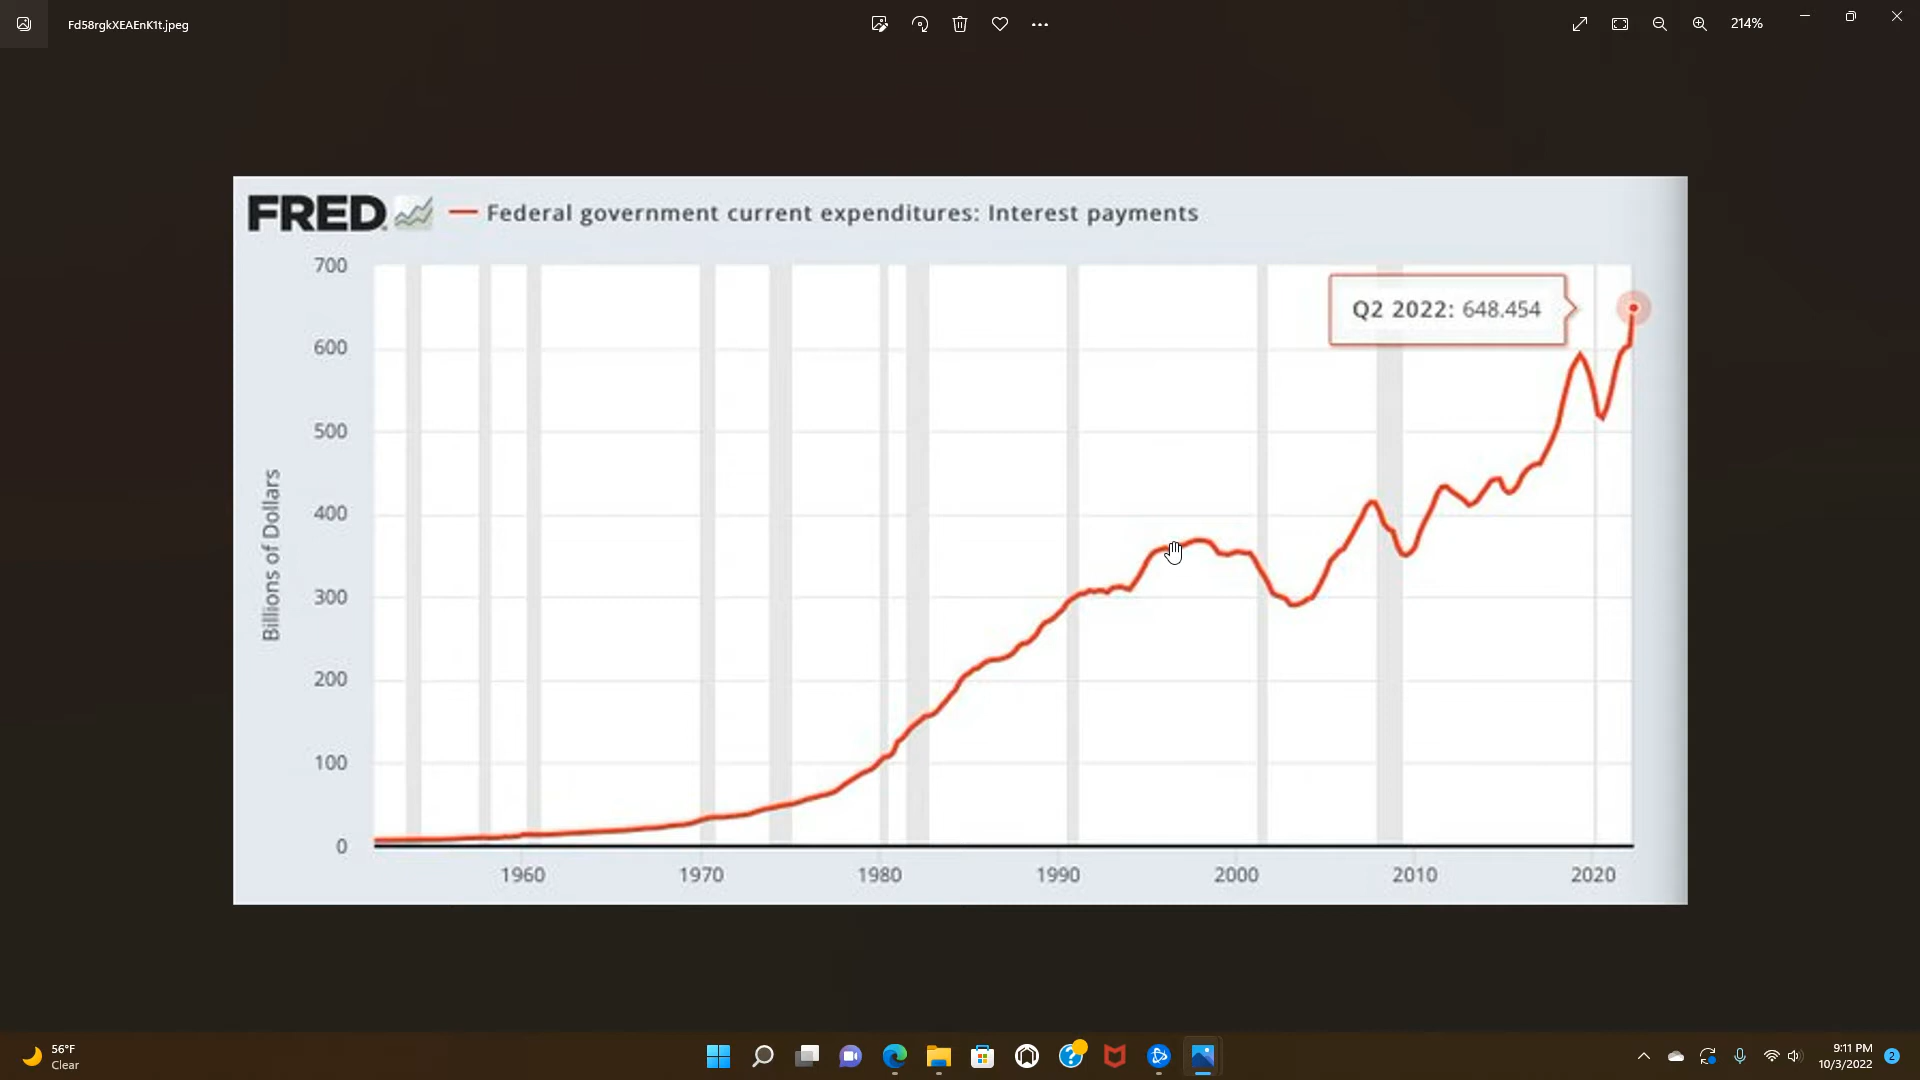 Fd58rgkXEAEnK1t.jpeg
214%
FRED
Federal government current expenditures: Interest payments
700
Q2 2022: 648.454
600
500
400
300
200
100
0
Billions of Dollars
1960 1970 1980 1990 2000 2010 2020
56°F
Clear
9:11 PM
10/3/2022
2